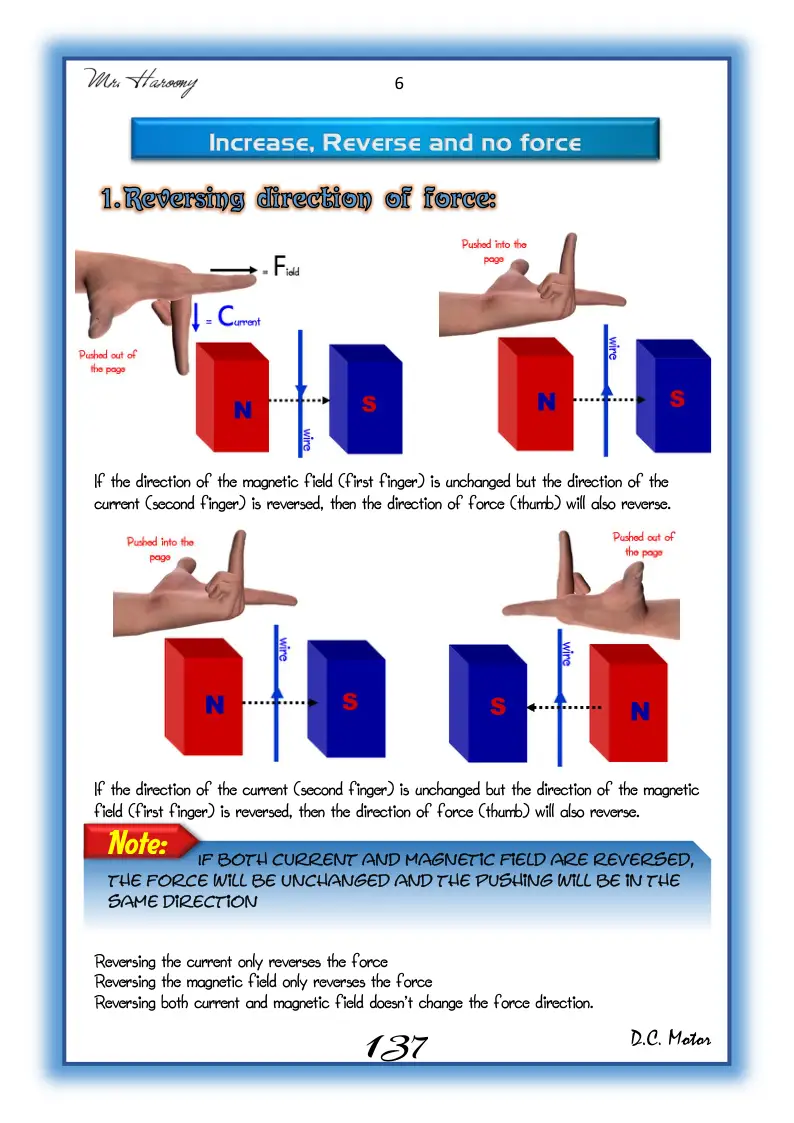 Mr. Haroony
6
Increase, Reverse and no force
1.Reversing direction of force:
= Field
= Current
Pushed out of
the page
N
S
wire
Pushed into the
page
wire
N
S
If the direction of the magnetic field (first finger) is unchanged but the direction of the
current (second finger) is reversed, then the direction of force (thumb) will also reverse.
Pushed into the
page
wire
N
S
Pushed out of
the page
wire
S
N
If the direction of the current (second finger) is unchanged but the direction of the magnetic
field (first finger) is reversed, then the direction of force (thumb) will also reverse.
Note:
IF BOTH CURRENT AND MAGNETIC FIELD ARE REVERSED,
THE FORCE WILL BE UNCHANGED AND THE PUSHING WILL BE IN THE
SAME DIRECTION
Reversing the current only reverses the force
Reversing the magnetic field only reverses the force
Reversing both current and magnetic field doesn't change the force direction.
137
D.C. Motor